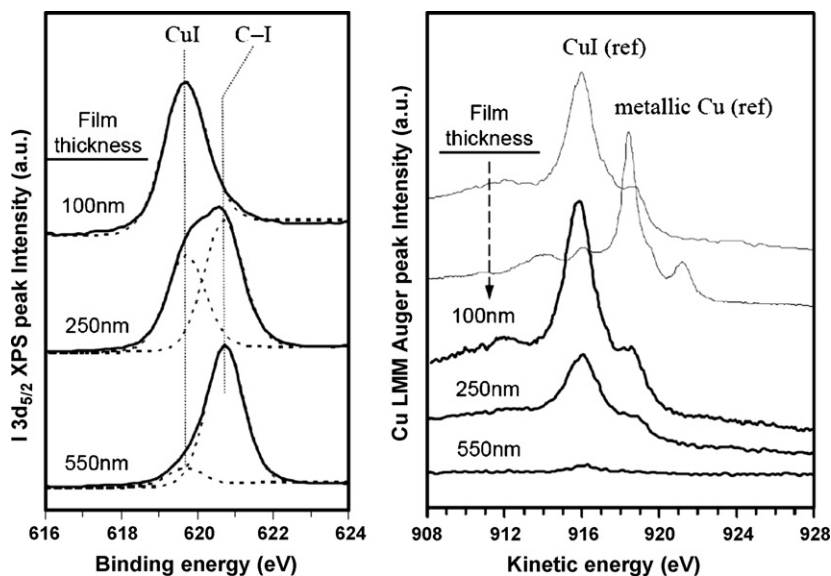 CuI
C–I
Film
thickness
100nm
250nm
550nm
I 3d5/2 XPS peak Intensity (a.u.)
616
618
620
622
624
Binding energy (eV)
CuI (ref)
metallic Cu (ref)
Film
thickness
100nm
250nm
550nm
Cu LMM Auger peak Intensity (a.u.)
908
912
916
920
924
928
Kinetic energy (eV)